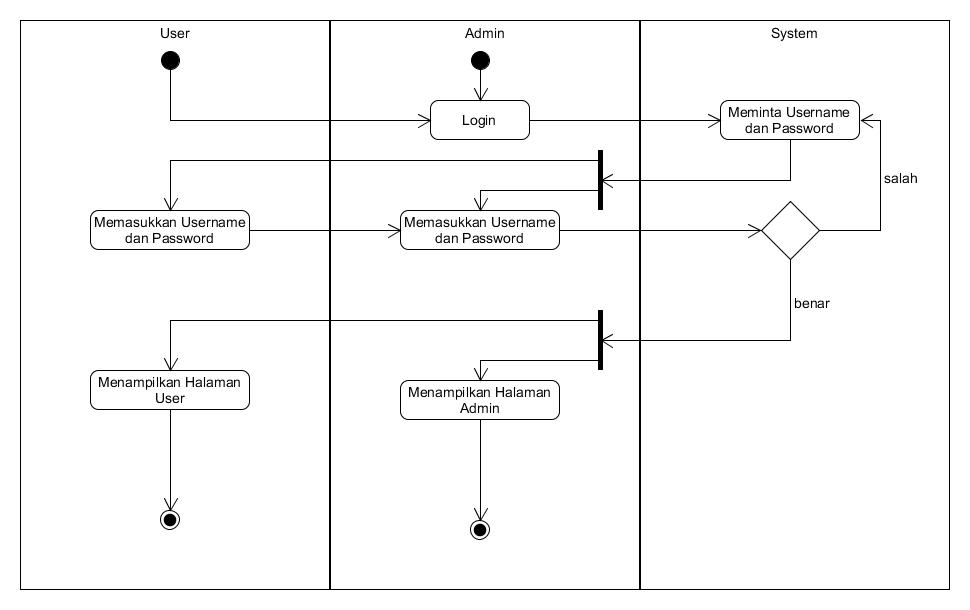 User
Admin
System
Login
Meminta Username
dan Password
salah
Memasukkan Username
dan Password
Memasukkan Username
dan Password
benar
Menampilkan Halaman
User
Menampilkan Halaman
Admin